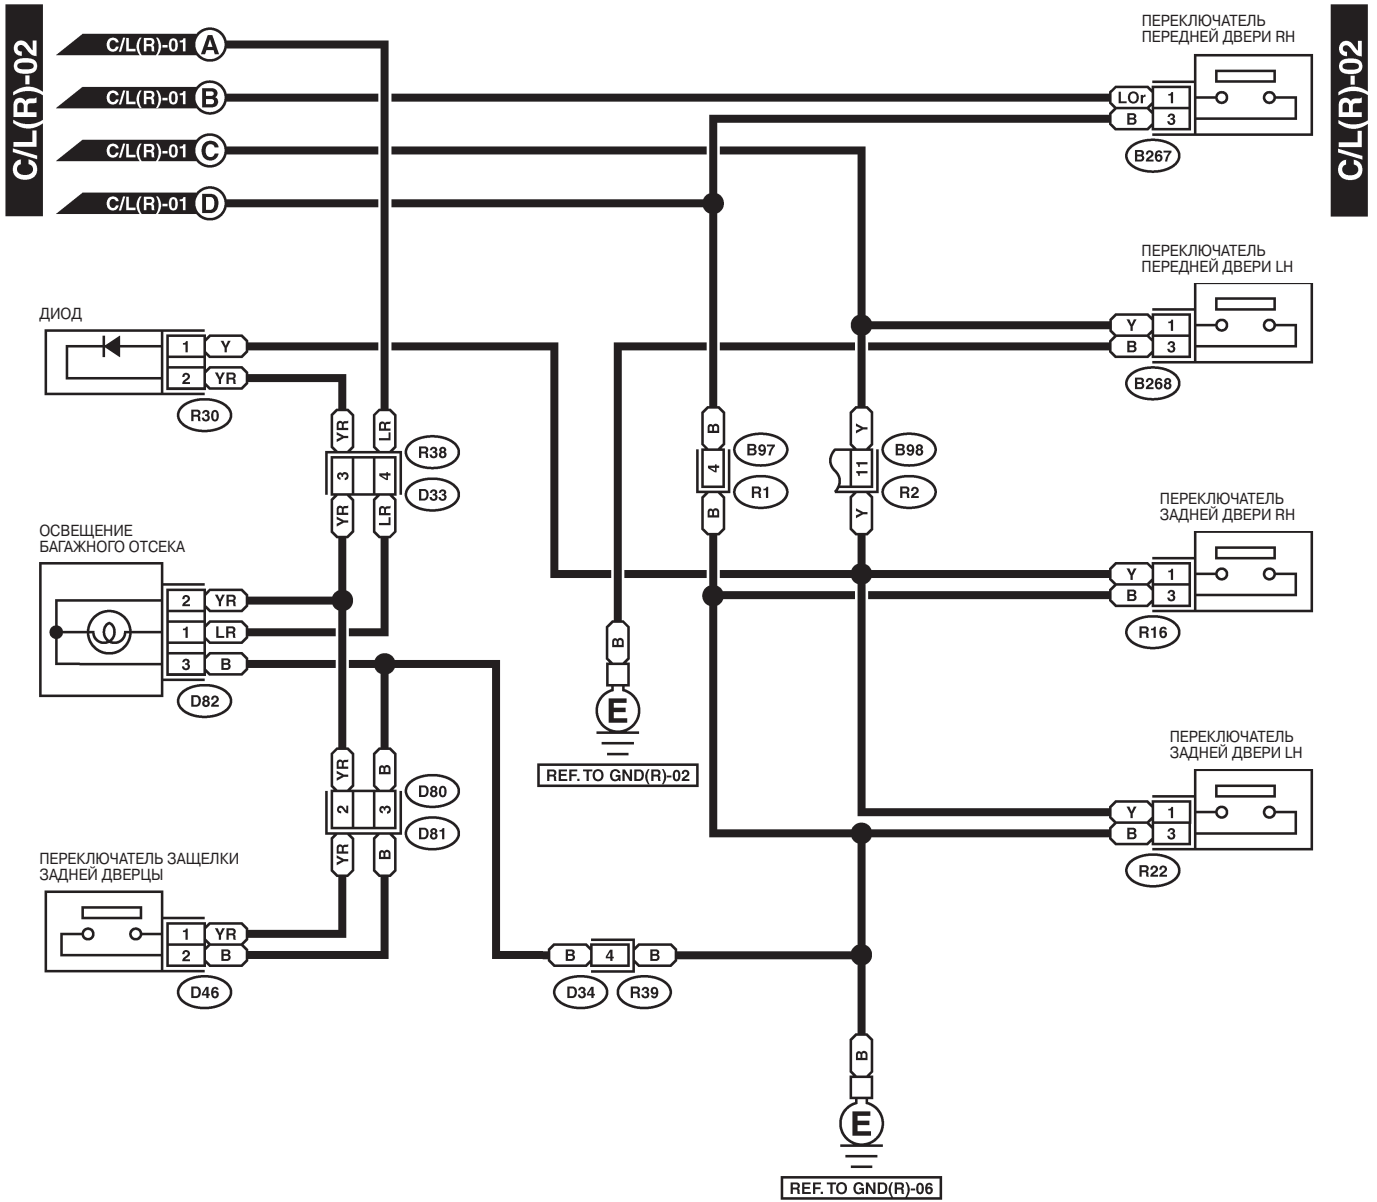 C/L(R)-02
C/L(R)-01 A
C/L(R)-01 B
C/L(R)-01 C
C/L(R)-01 D
C/L(R)-02
ПЕРЕКЛЮЧАТЕЛЬ
ПЕРЕДНЕЙ ДВЕРИ RH
LOr 1
B 3
B267
ПЕРЕКЛЮЧАТЕЛЬ
ПЕРЕДНЕЙ ДВЕРИ LH
Y 1
B 3
B268
ДИОД
1 Y
2 YR
R30
YR LR
R38
3 4
D33
YR LR
B
B97
4
R1
B
Y
B98
11
R2
Y
ПЕРЕКЛЮЧАТЕЛЬ
ЗАДНЕЙ ДВЕРИ RH
Y 1
B 3
R16
ОСВЕЩЕНИЕ
БАГАЖНОГО ОТСЕКА
2 YR
1 LR
3 B
D82
B
E
REF. TO GND(R)-02
YR B
D80
2 3
D81
YR B
ПЕРЕКЛЮЧАТЕЛЬ
ЗАДНЕЙ ДВЕРИ LH
Y 1
B 3
R22
ПЕРЕКЛЮЧАТЕЛЬ ЗАЩЕЛКИ
ЗАДНЕЙ ДВЕРЦЫ
1 YR
2 B
D46
B 4 B
D34 R39
B
E
REF. TO GND(R)-06